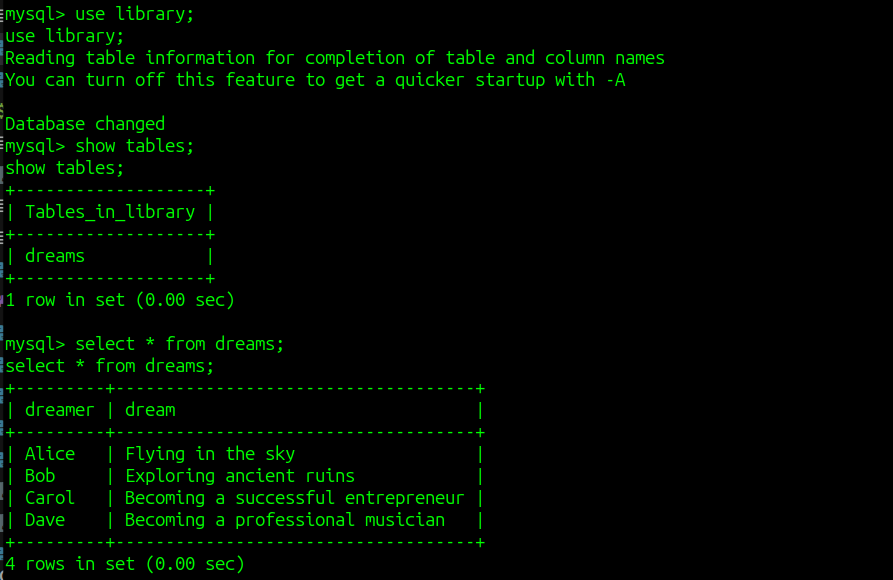 mysql> use library;
use library;
Reading table information for completion of table and column names
You can turn off this feature to get a quicker startup with -A

Database changed
mysql> show tables;
show tables;
+-------------------+
| Tables_in_library |
+-------------------+
| dreams            |
+-------------------+
1 row in set (0.00 sec)

mysql> select * from dreams;
select * from dreams;
+---------+------------------------------------+
| dreamer | dream                              |
+---------+------------------------------------+
| Alice   | Flying in the sky                  |
| Bob     | Exploring ancient ruins            |
| Carol   | Becoming a successful entrepreneur |
| Dave    | Becoming a professional musician   |
+---------+------------------------------------+
4 rows in set (0.00 sec)